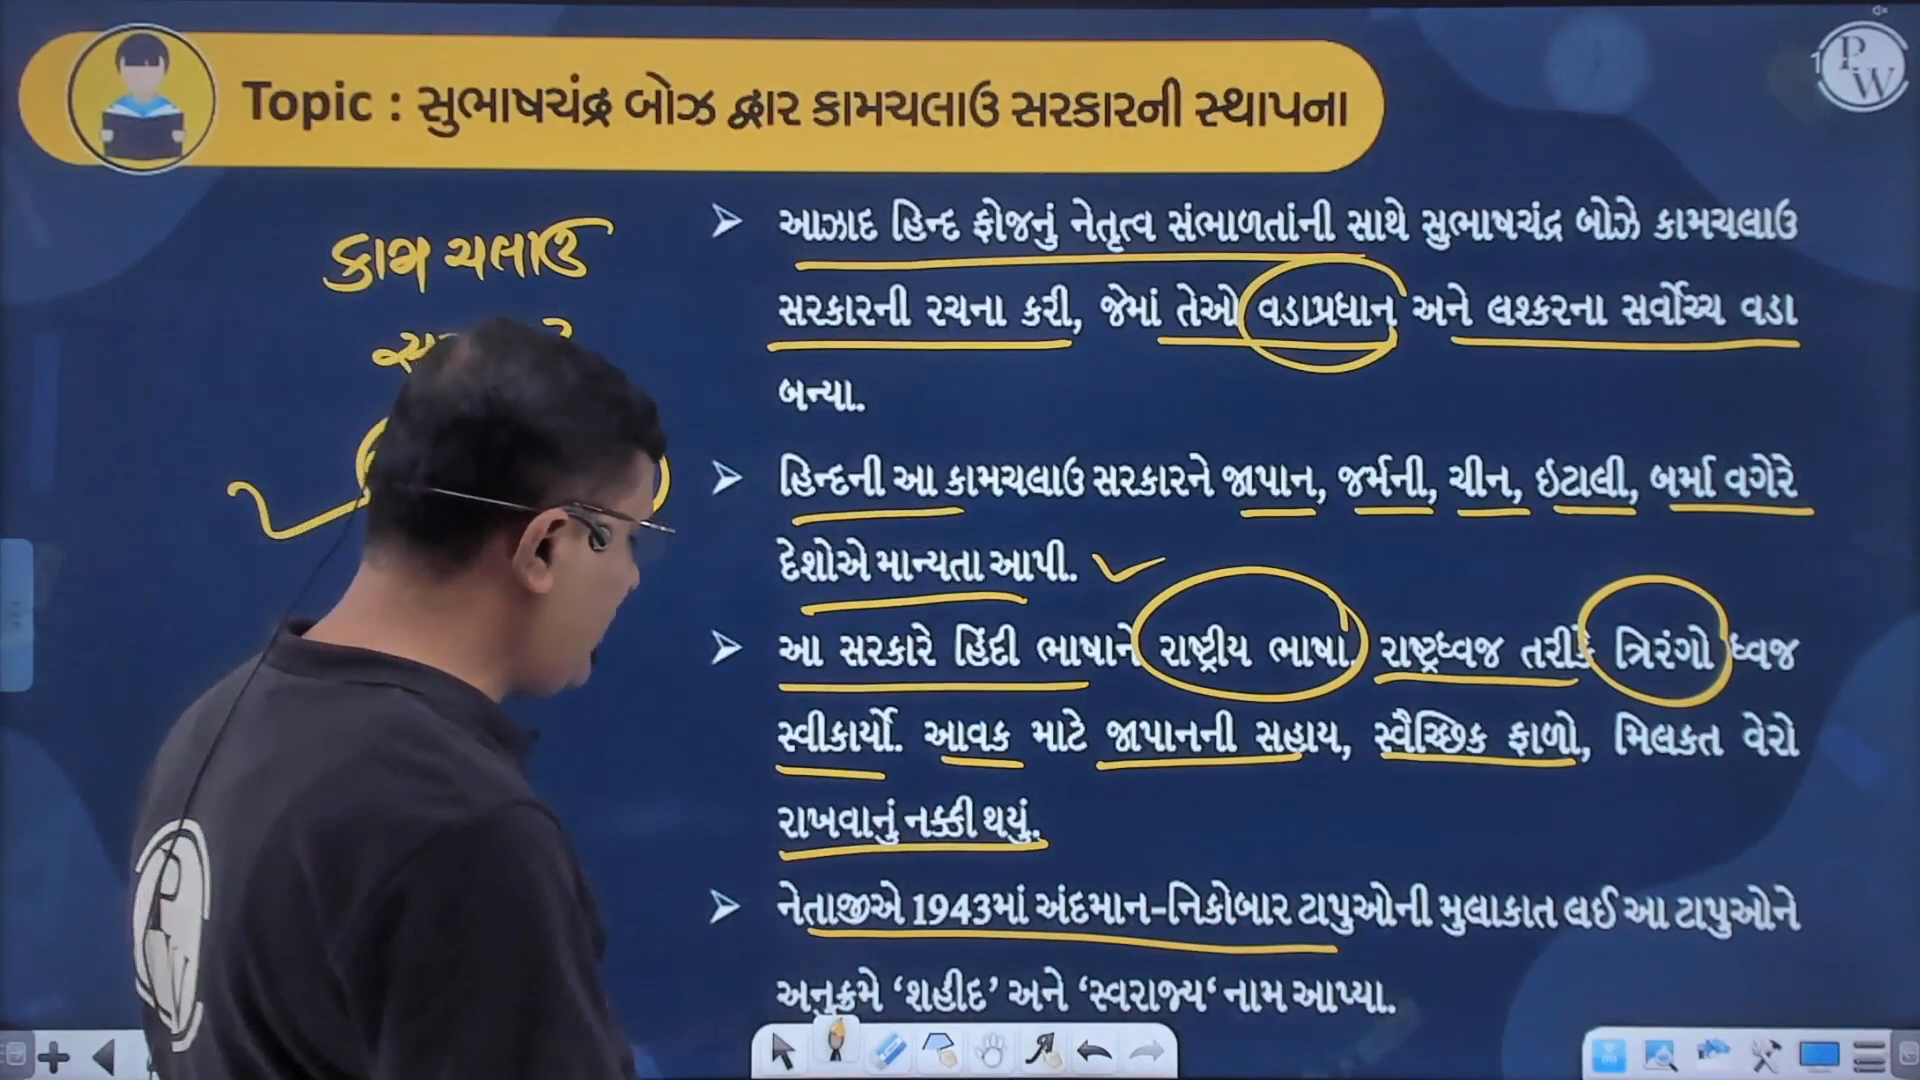 Topic : સુભાષચંદ્ર બોઝ દ્વાર કામચલાઉ સરકારની સ્થાપના
PW
કામ ચલાઉ
આઝાદ હિન્દ ફોજનું નેતૃત્વ સંભાળતાંની સાથે સુભાષચંદ્ર બોઝે કામચલાઉ
સરકારની રચના કરી, જેમાં તેઓ વડાપ્રધાન અને લશ્કરના સર્વોચ્ચ વડા
બન્યા.
હિન્દની આ કામચલાઉ સરકારને જાપાન, જર્મની, ચીન, ઇટાલી, બર્મા વગેરે
દેશોએ માન્યતા આપી.
આ સરકારે હિંદી ભાષાને રાષ્ટ્રીય ભાષા, રાષ્ટ્રધ્વજ તરીકે ત્રિરંગો ધ્વજ
સ્વીકાર્યો. આવક માટે જાપાનની સહાય, સ્વૈચ્છિક ફાળો, મિલકત વેરો
રાખવાનું નક્કી થયું.
નેતાજીએ 1943માં અંદમાન-નિકોબાર ટાપુઓની મુલાકાત લઈ આ ટાપુઓને
અનુક્રમે ‘શહીદ’ અને ‘સ્વરાજ્ય‘ નામ આપ્યા.
PW